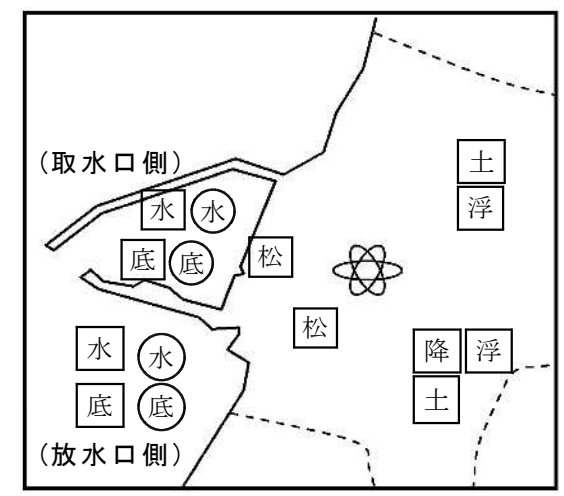 (取水口側)
土
浮
水 水
底 底
松
松
水 水
降 浮
底 底
土
(放水口側)